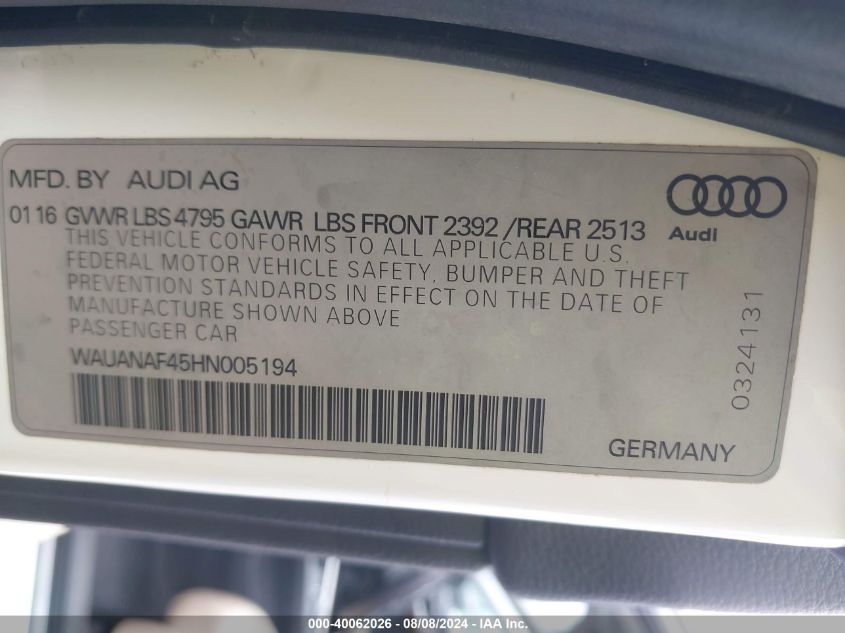 MFD. BY AUDI AG
01 16 GVWR LBS 4795 GAWR LBS FRONT 2392 /REAR 2513
THIS VEHICLE CONFORMS TO ALL APPLICABLE U.S.
FEDERAL MOTOR VEHICLE SAFETY, BUMPER AND THEFT
PREVENTION STANDARDS IN EFFECT ON THE DATE OF
MANUFACTURE SHOWN ABOVE
PASSENGER CAR
WAUANAF45HN005194
Audi
0324131
GERMANY
000-40062026 - 08/08/2024 - IAA Inc.